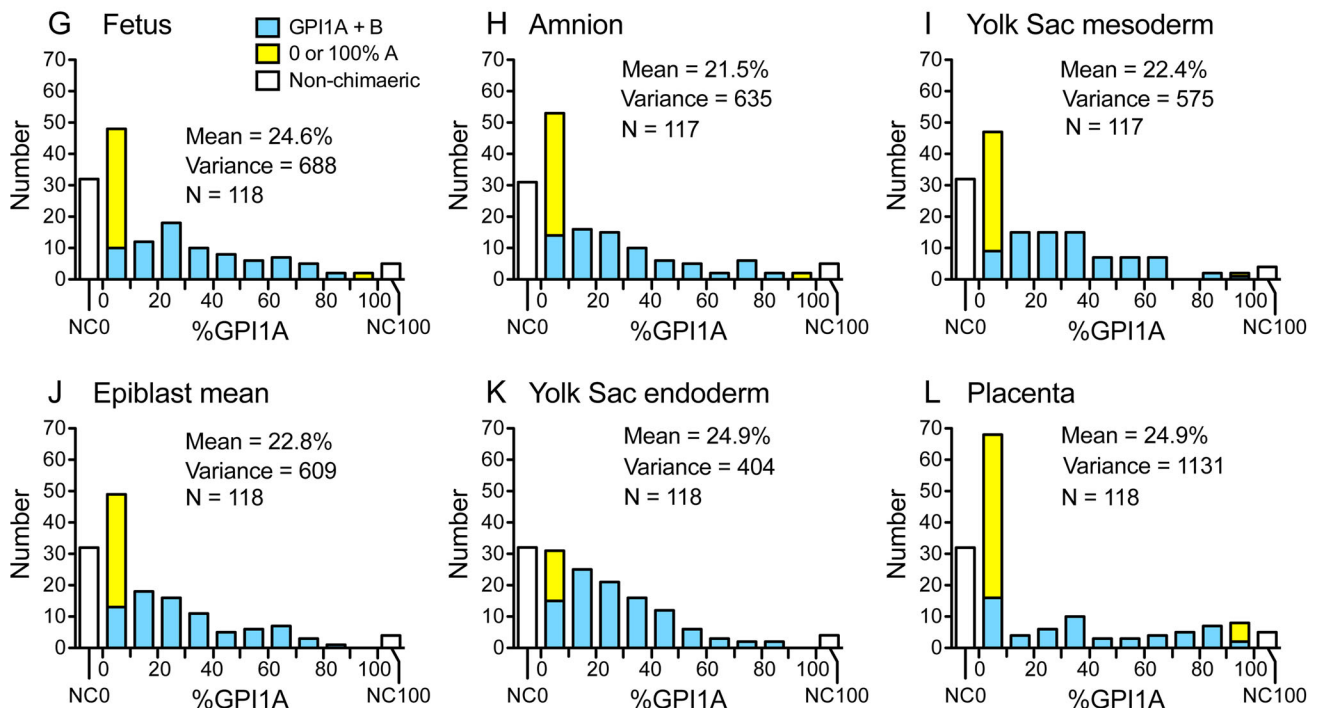 G Fetus
GPI1A + B
0 or 100% A
Non-chimaeric
70
60
50
40
30
20
10
0
Number
Mean = 24.6%
Variance = 688
N = 118
0 20 40 60 80 100
NC0 %GPI1A NC100
H Amnion
70
60
50
40
30
20
10
0
Number
Mean = 21.5%
Variance = 635
N = 117
0 20 40 60 80 100
NC0 %GPI1A NC100
I Yolk Sac mesoderm
70
60
50
40
30
20
10
0
Number
Mean = 22.4%
Variance = 575
N = 117
0 20 40 60 80 100
NC0 %GPI1A NC100
J Epiblast mean
70
60
50
40
30
20
10
0
Number
Mean = 22.8%
Variance = 609
N = 118
0 20 40 60 80 100
NC0 %GPI1A NC100
K Yolk Sac endoderm
70
60
50
40
30
20
10
0
Number
Mean = 24.9%
Variance = 404
N = 118
0 20 40 60 80 100
NC0 %GPI1A NC100
L Placenta
70
60
50
40
30
20
10
0
Number
Mean = 24.9%
Variance = 1131
N = 118
0 20 40 60 80 100
NC0 %GPI1A NC100